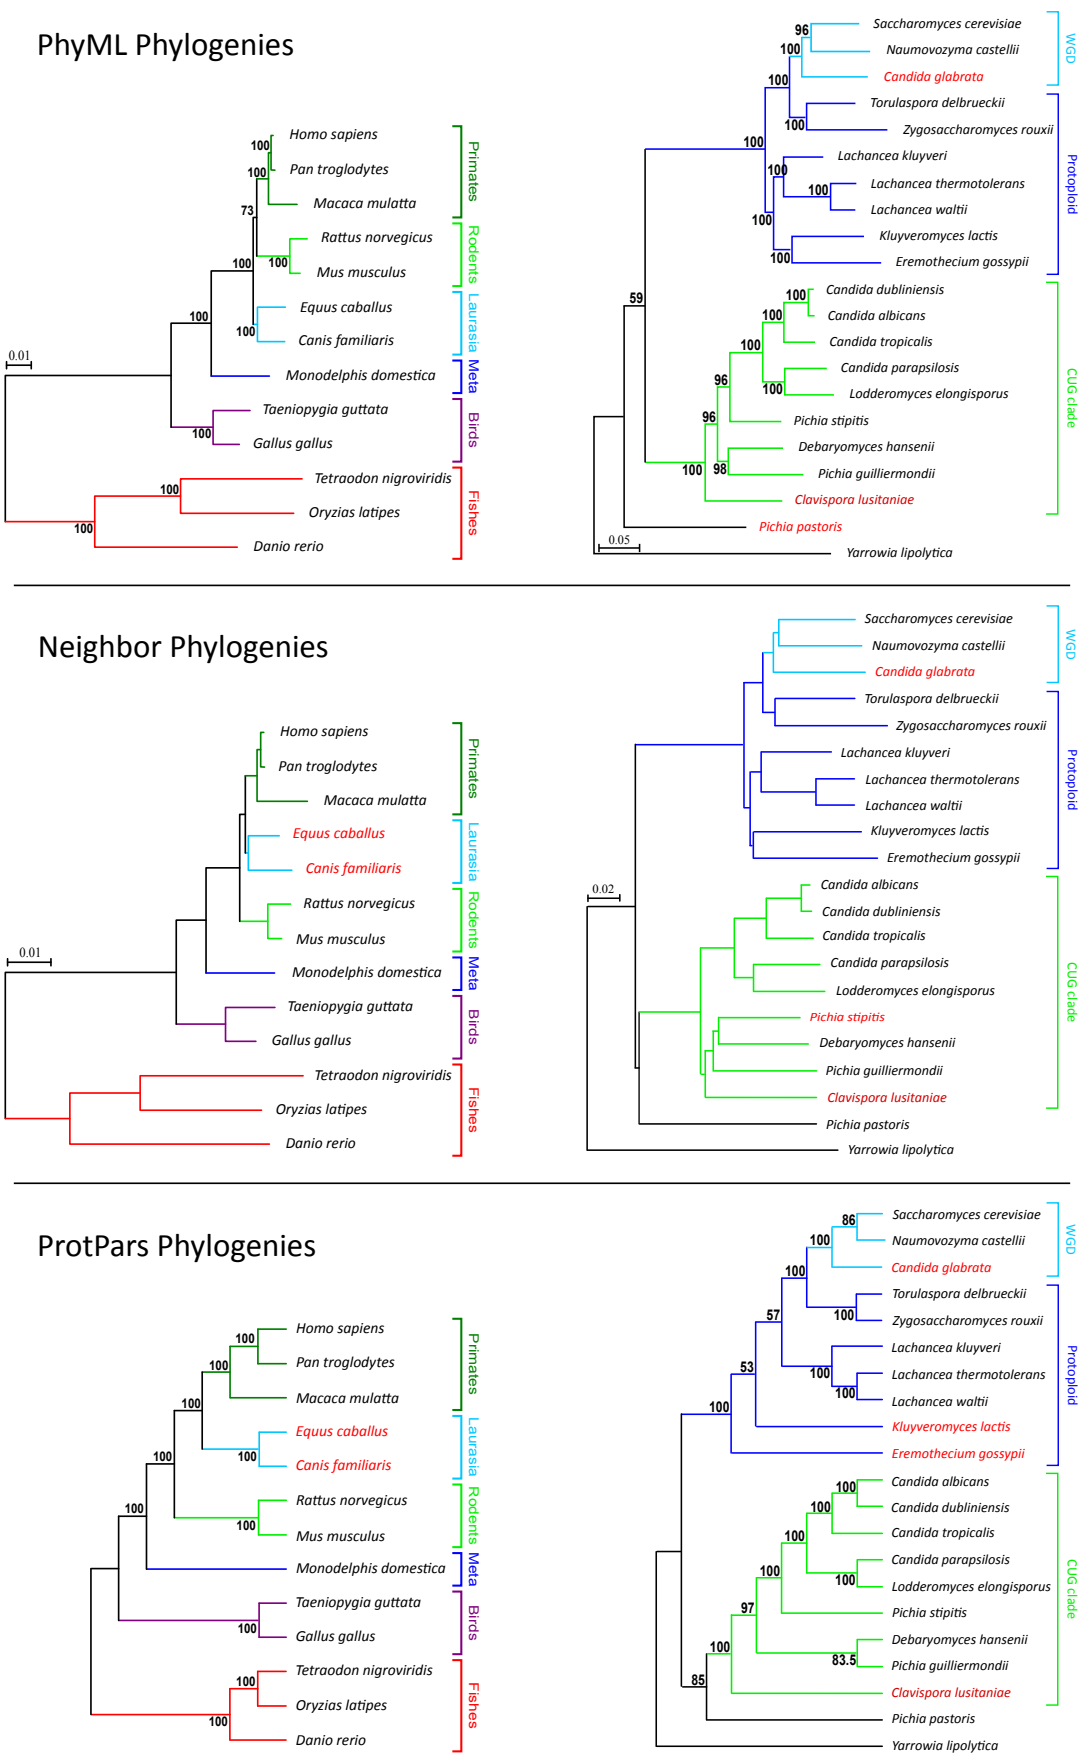 PhyML Phylogenies
100
100
73
100
100
100
100
100
100
100
Homo sapiens
Pan troglodytes
Macaca mulatta
Rattus norvegicus
Mus musculus
Equus caballus
Canis familiaris
Monodelphis domestica
Taeniopygia guttata
Gallus gallus
Tetraodon nigroviridis
Oryzias latipes
Danio rerio
Primates
Rodents
Laurasia
Meta
Birds
Fishes
0.01
96
100
100
100
100
100
100
100
100
59
100
100
100
100
96
96
98
100
Saccharomyces cerevisiae
Naumovozyma castellii
Candida glabrata
Torulaspora delbrueckii
Zygosaccharomyces rouxii
Lachancea kluyveri
Lachancea thermotolerans
Lachancea waltii
Kluyveromyces lactis
Eremothecium gossypii
Candida dubliniensis
Candida albicans
Candida tropicalis
Candida parapsilosis
Lodderomyces elongisporus
Pichia stipitis
Debaryomyces hansenii
Pichia guilliermondii
Clavispora lusitaniae
Pichia pastoris
Yarrowia lipolytica
WGD
Protoploid
CUG clade
0.05
Neighbor Phylogenies
Homo sapiens
Pan troglodytes
Macaca mulatta
Equus caballus
Canis familiaris
Rattus norvegicus
Mus musculus
Monodelphis domestica
Taeniopygia guttata
Gallus gallus
Tetraodon nigroviridis
Oryzias latipes
Danio rerio
Primates
Laurasia
Rodents
Meta
Birds
Fishes
0.01
Saccharomyces cerevisiae
Naumovozyma castellii
Candida glabrata
Torulaspora delbrueckii
Zygosaccharomyces rouxii
Lachancea kluyveri
Lachancea thermotolerans
Lachancea waltii
Kluyveromyces lactis
Eremothecium gossypii
Candida albicans
Candida dubliniensis
Candida tropicalis
Candida parapsilosis
Lodderomyces elongisporus
Pichia stipitis
Debaryomyces hansenii
Pichia guilliermondii
Clavispora lusitaniae
Pichia pastoris
Yarrowia lipolytica
WGD
Protoploid
CUG clade
0.02
ProtPars Phylogenies
100
100
100
100
100
100
100
100
100
100
Homo sapiens
Pan troglodytes
Macaca mulatta
Equus caballus
Canis familiaris
Rattus norvegicus
Mus musculus
Monodelphis domestica
Taeniopygia guttata
Gallus gallus
Tetraodon nigroviridis
Oryzias latipes
Danio rerio
Primates
Laurasia
Rodents
Meta
Birds
Fishes
86
100
100
100
57
53
100
100
100
100
100
100
100
100
97
83.5
100
85
Saccharomyces cerevisiae
Naumovozyma castellii
Candida glabrata
Torulaspora delbrueckii
Zygosaccharomyces rouxii
Lachancea kluyveri
Lachancea thermotolerans
Lachancea waltii
Kluyveromyces lactis
Eremothecium gossypii
Candida albicans
Candida dubliniensis
Candida tropicalis
Candida parapsilosis
Lodderomyces elongisporus
Pichia stipitis
Debaryomyces hansenii
Pichia guilliermondii
Clavispora lusitaniae
Pichia pastoris
Yarrowia lipolytica
WGD
Protoploid
CUG clade